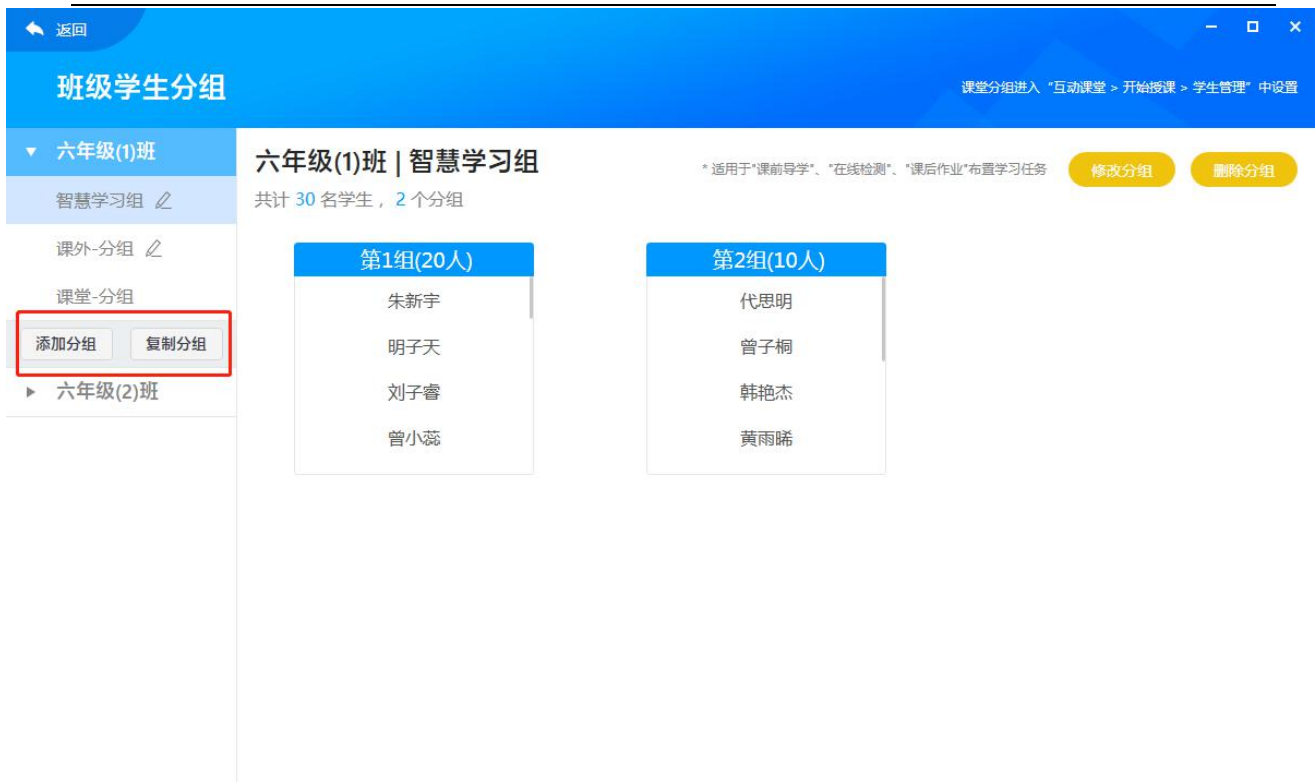 返回
班级学生分组
课堂分组进入 “互动课堂 > 开始授课 > 学生管理” 中设置
六年级(1)班
智慧学习组
课外-分组
课堂-分组
添加分组 复制分组
六年级(2)班
六年级(1)班 | 智慧学习组
* 适用于"课前导学"、"在线检测"、"课后作业"布置学习任务
修改分组 删除分组
共计 30 名学生， 2 个分组
第1组(20人)
朱新宇
明子天
刘子睿
曾小蕊
第2组(10人)
代思明
曾子桐
韩艳杰
黄雨晞